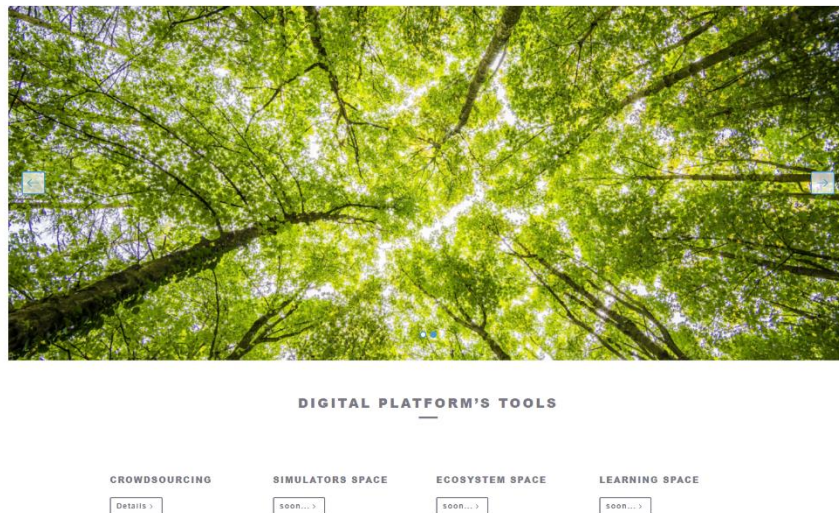 DIGITAL PLATFORM'S TOOLS
CROWDSOURCING SIMULATORS SPACE ECOSYSTEM SPACE LEARNING SPACE
Details > soon... > soon... > soon... >